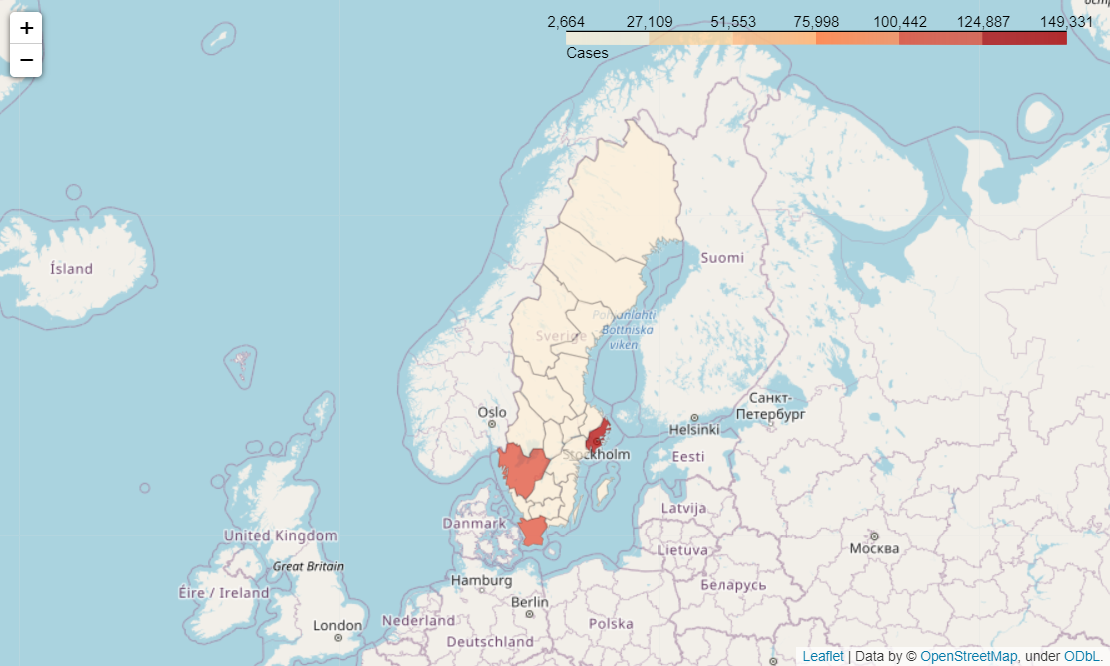 +
−
2,664 27,109 51,553 75,998 100,442 124,887 149,331
Cases
Ísland
Suomi
Sverige
Bottniska
viken
Oslo
Санкт-
Петербург
Helsinki
Stockholm
Eesti
Latvija
Danmark
United Kingdom
Lietuva
Москва
Great Britain
Hamburg
Беларусь
Éire / Ireland
Berlin
London
Nederland
Polska
Deutschland
Leaflet | Data by © OpenStreetMap, under ODbL.